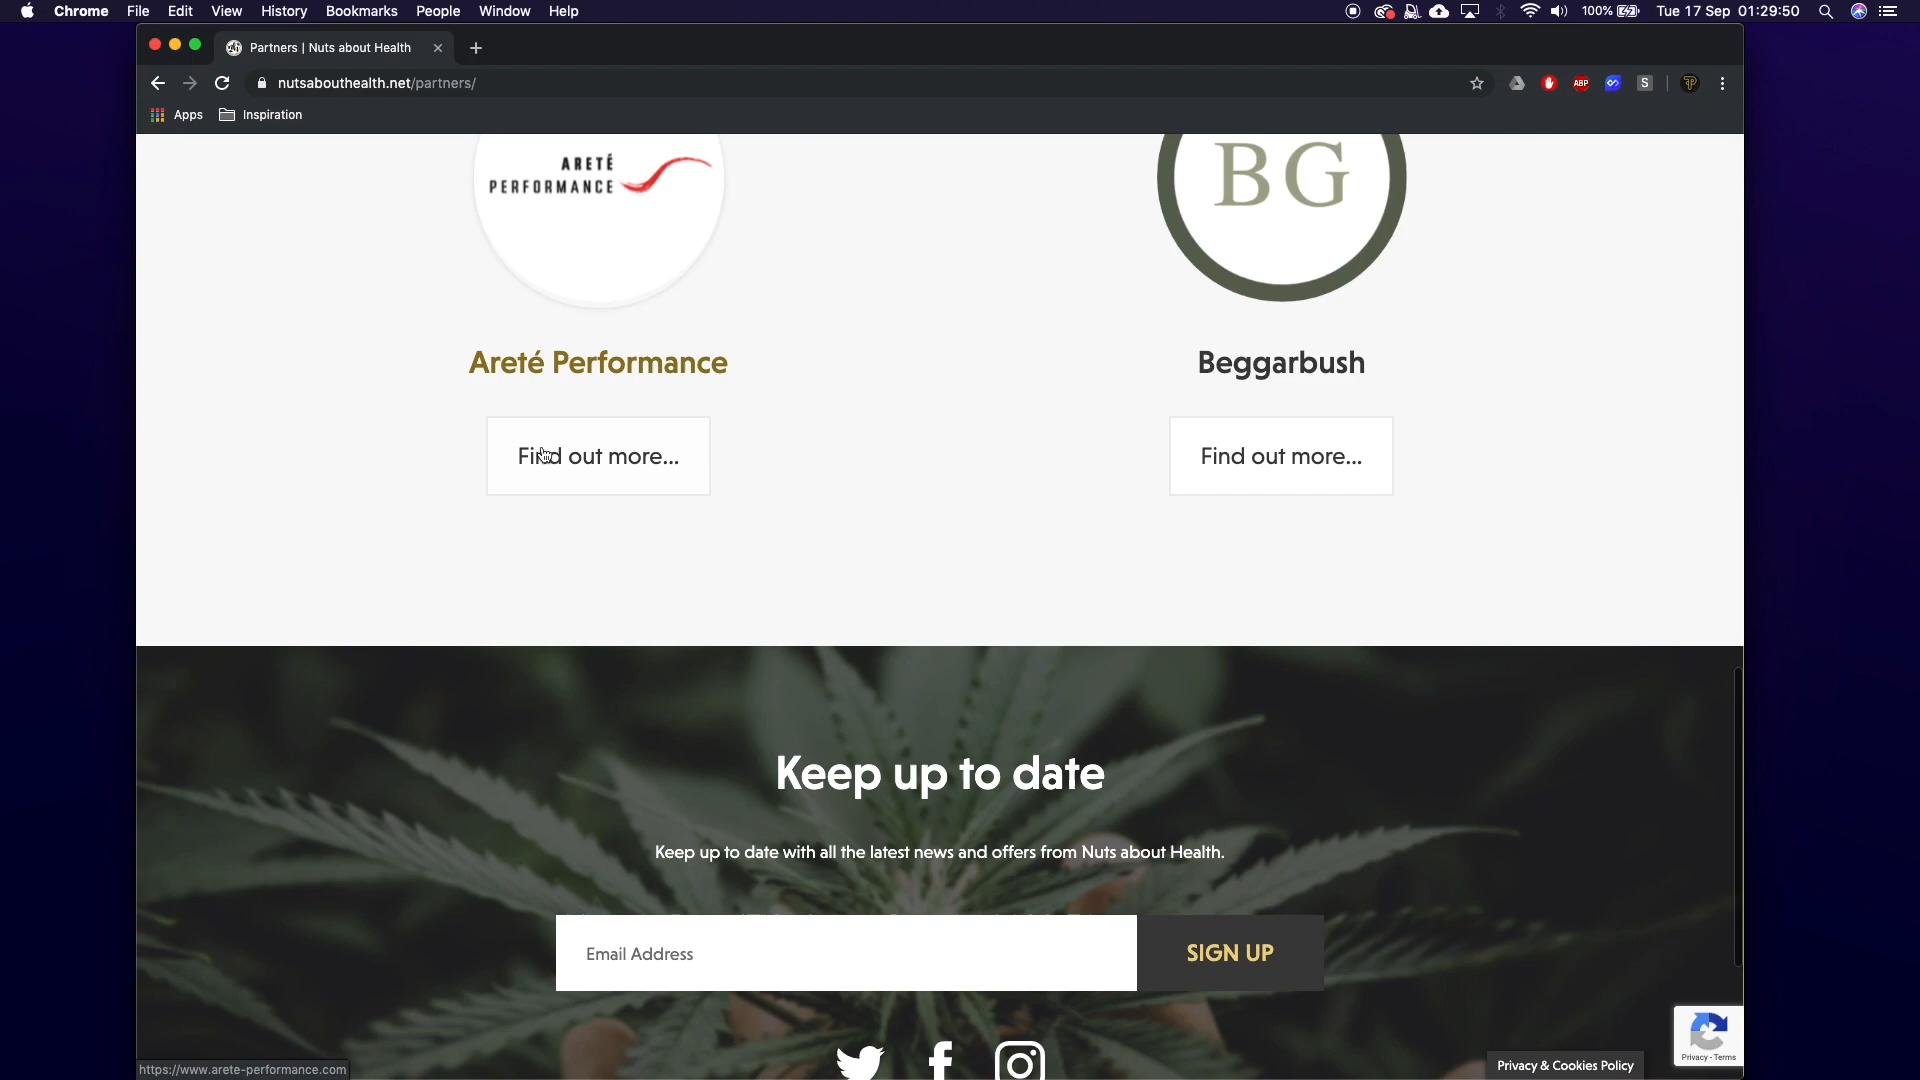 Chrome File Edit View History Bookmarks People Window Help 100% Tue 17 Sep 01:29:50
Partners | Nuts about Health
nutsabouthealth.net/partners/ ABP S
Apps Inspiration
ARETÉ
PERFORMANCE
BG
Areté Performance Beggarbush
Find out more... Find out more...
Keep up to date
Keep up to date with all the latest news and offers from Nuts about Health.
Email Address SIGN UP
Privacy - Terms
Privacy & Cookies Policy
https://www.arete-performance.com